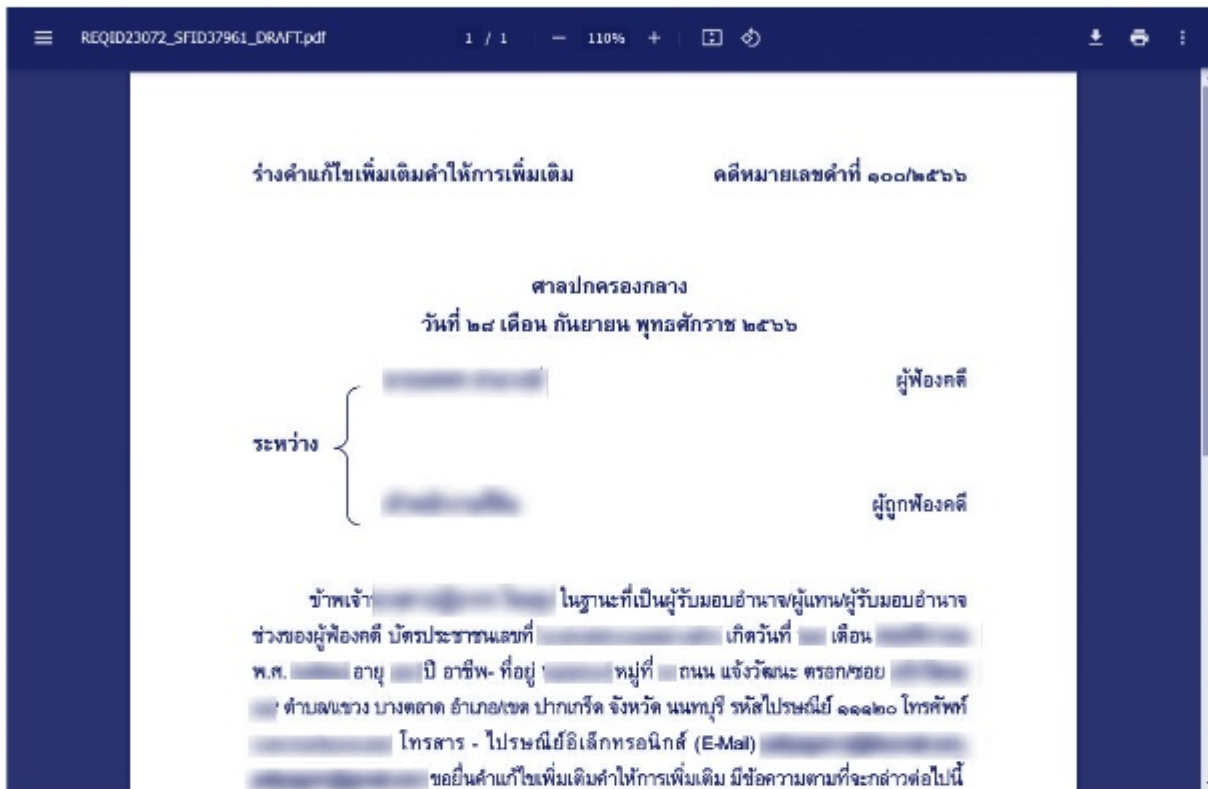 REQID23072_SFID37961_DRAFT.pdf 1 / 1 — 110% +
ร่างคำแก้ไขเพิ่มเติมคำให้การเพิ่มเติม คดีหมายเลขดำที่ ๑๐๐/๒๕๖๖
ศาลปกครองกลาง
วันที่ ๒๘ เดือน กันยายน พุทธศักราช ๒๕๖๖
ผู้ฟ้องคดี
ระหว่าง
ผู้ถูกฟ้องคดี
ข้าพเจ้า ในฐานะที่เป็นผู้รับมอบอำนาจ/ผู้แทน/ผู้รับมอบอำนาจ
ช่วงของผู้ฟ้องคดี บัตรประชาชนเลขที่ เกิดวันที่ เดือน
พ.ศ. อายุ ปี อาชีพ- ที่อยู่ หมู่ที่ ถนน แจ้งวัฒนะ ตรอก/ซอย
ตำบล/แขวง บางตลาด อำเภอ/เขต ปากเกร็ด จังหวัด นนทบุรี รหัสไปรษณีย์ ๑๑๑๒๐ โทรศัพท์
โทรสาร - ไปรษณีย์อิเล็กทรอนิกส์ (E-Mail)
ขอยื่นคำแก้ไขเพิ่มเติมคำให้การเพิ่มเติม มีข้อความตามที่จะกล่าวต่อไปนี้